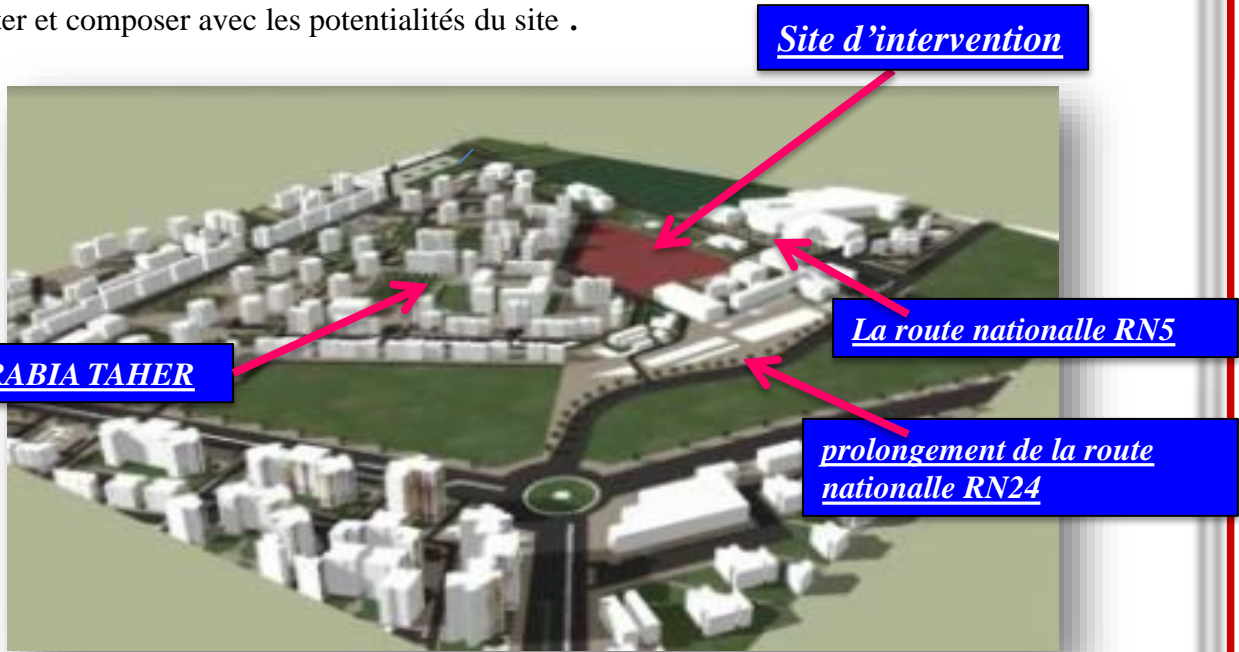 ter et composer avec les potentialités du site .
Site d’intervention
La route nationalle RN5
RABIA TAHER
prolongement de la route
nationalle RN24